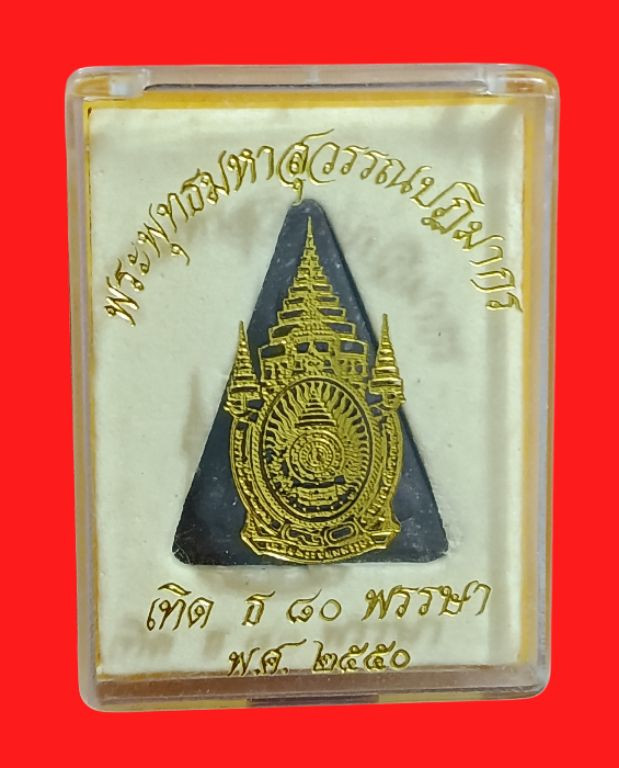 พระพุทธมหาสุวรรณปฏิมากร
เทิด ธ ๘๐ พรรษา
พ.ศ. ๒๕๕๐